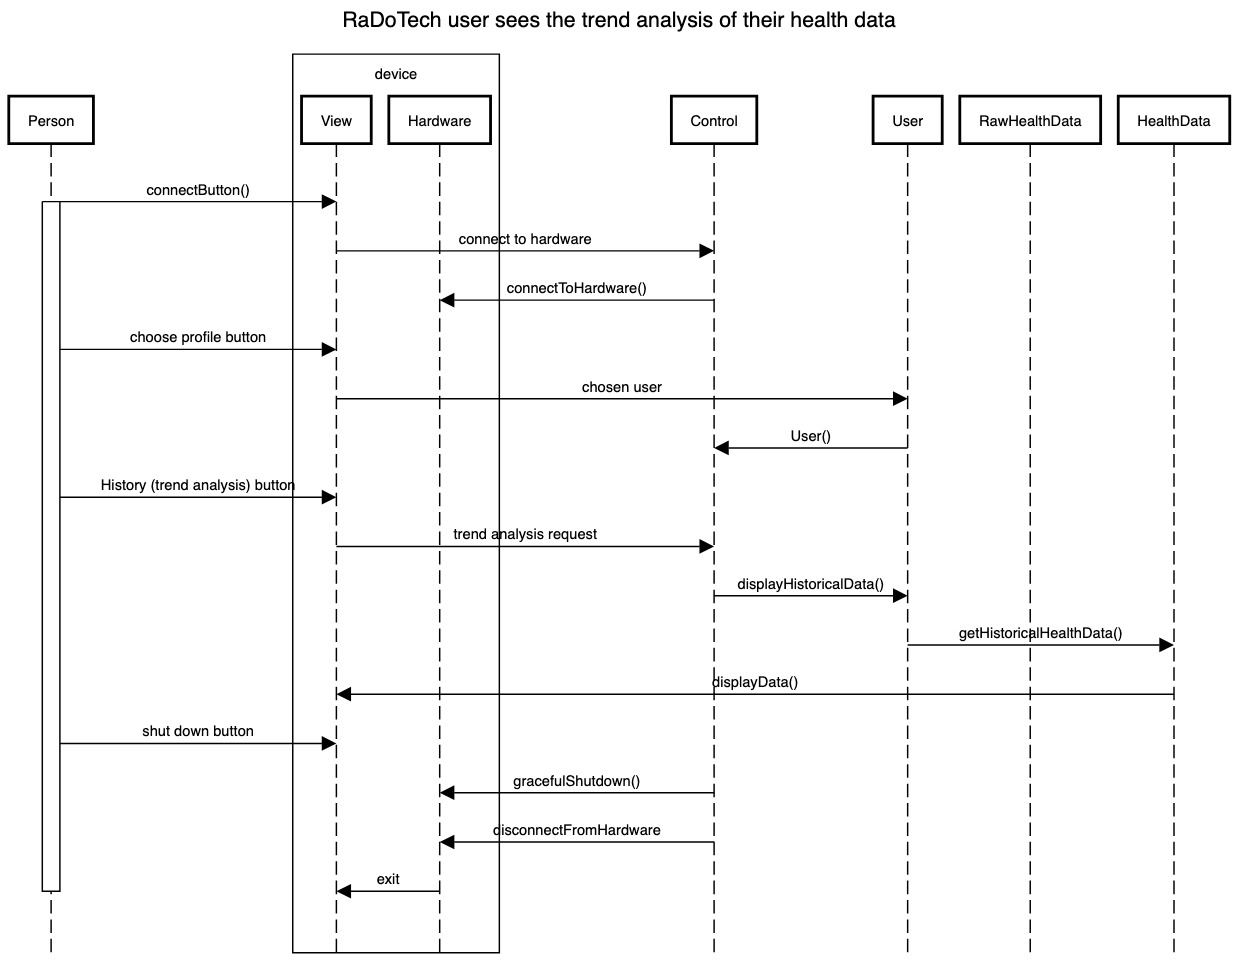 RaDoTech user sees the trend analysis of their health data
device
Person
View
Hardware
Control
User
RawHealthData
HealthData
connectButton()
connect to hardware
connectToHardware()
choose profile button
chosen user
User()
History (trend analysis) button
trend analysis request
displayHistoricalData()
getHistoricalHealthData()
displayData()
shut down button
gracefulShutdown()
disconnectFromHardware
exit